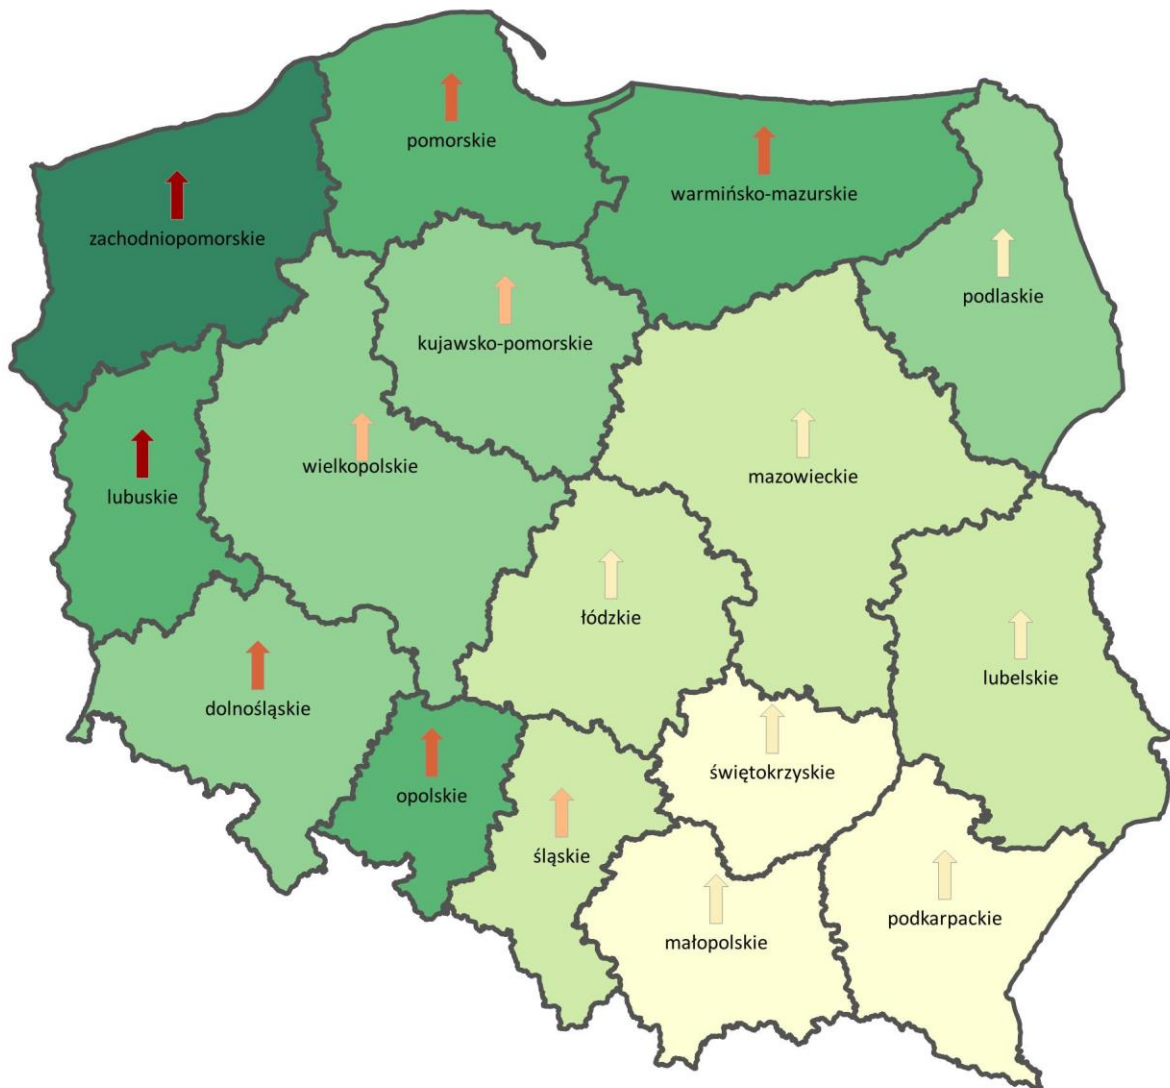 pomorskie
warmińsko-mazurskie
zachodniopomorskie
podlaskie
kujawsko-pomorskie
wielkopolskie
mazowieckie
lubuskie
łódzkie
lubelskie
dolnośląskie
świętokrzyskie
opolskie
śląskie
podkarpackie
małopolskie